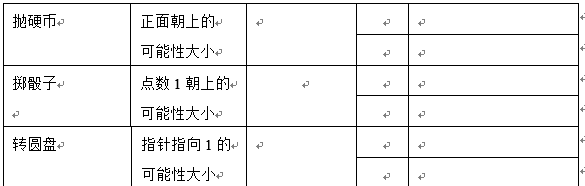 抛硬币 正面朝上的
可能性大小
掷骰子 点数 1 朝上的
可能性大小
转圆盘 指针指向 1 的
可能性大小